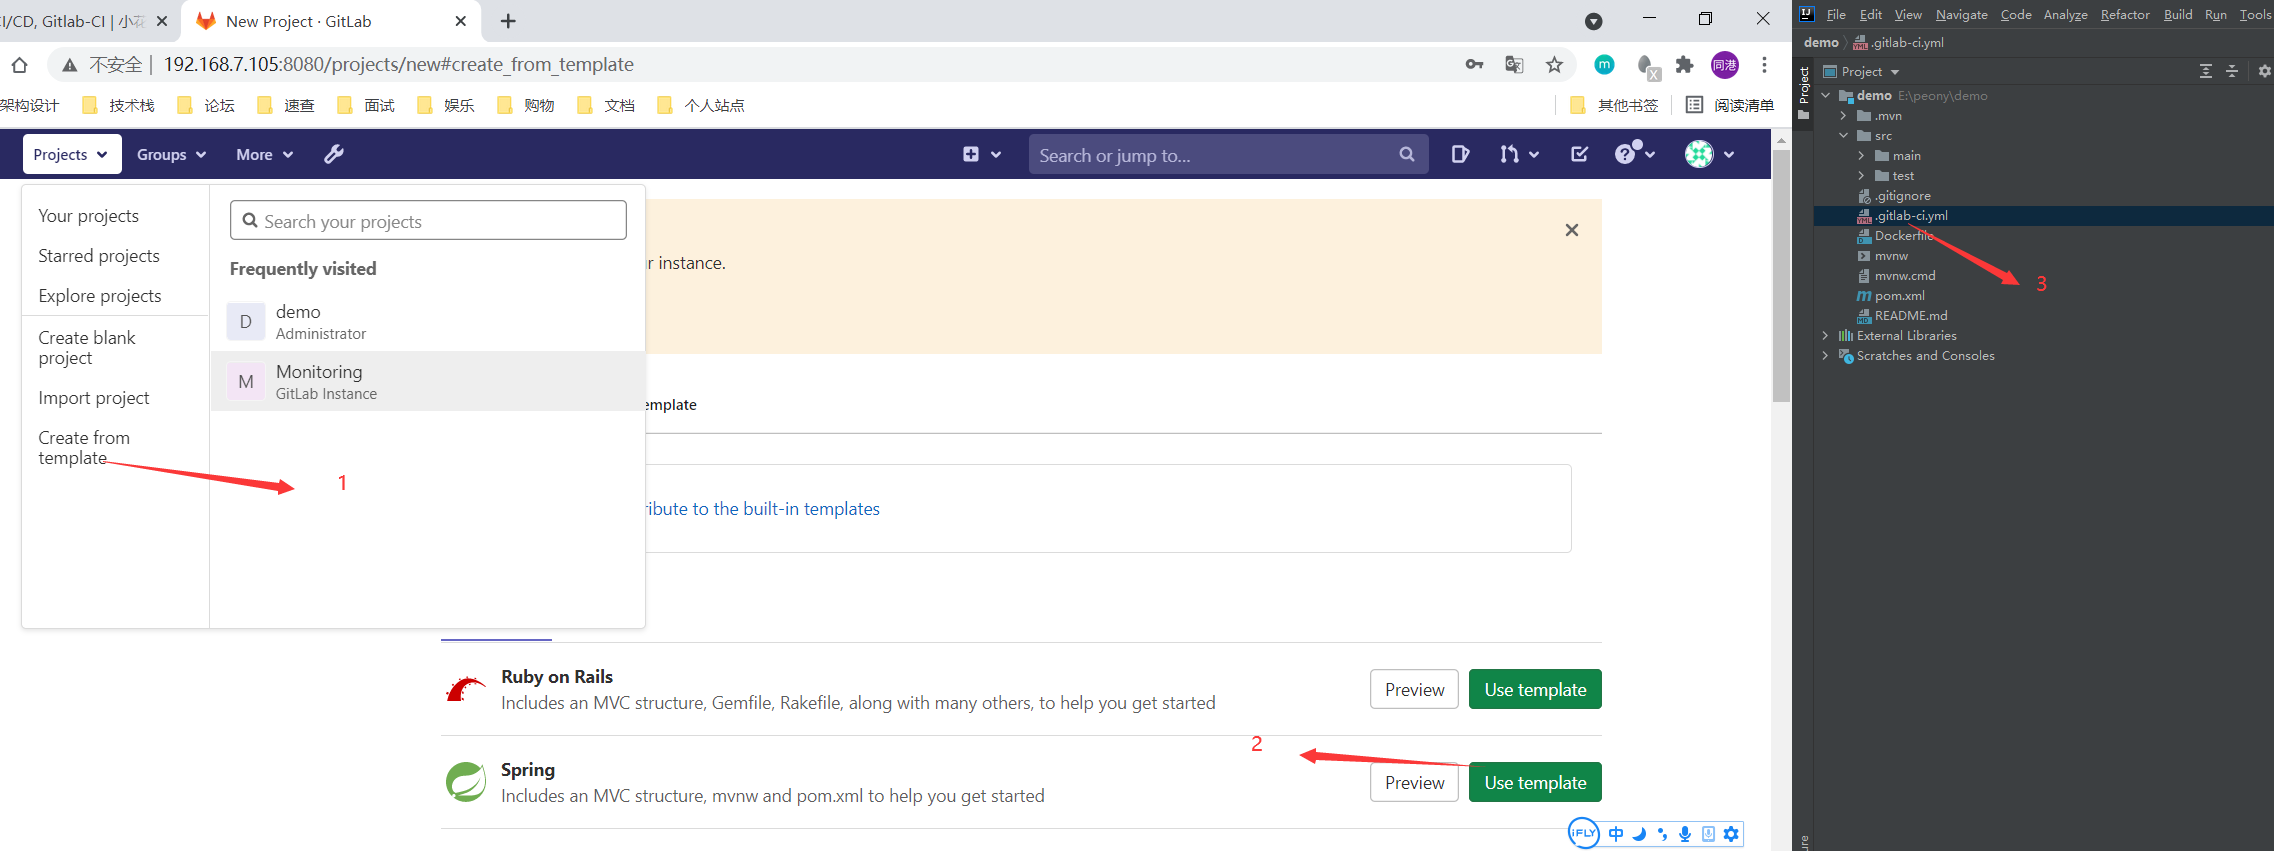 I/CD, Gitlab-CI | 小花
New Project · GitLab
不安全 | 192.168.7.105:8080/projects/new#create_from_template
同港
架构设计 技术栈 论坛 速查 面试 娱乐 购物 文档 个人站点 其他书签 阅读清单
Projects Groups More Search or jump to...
Your projects
Starred projects
Explore projects
Create blank
project
Import project
Create from
template
1
Search your projects
Frequently visited
D demo
Administrator
M Monitoring
GitLab Instance
r instance.
emplate
ribute to the built-in templates
Ruby on Rails
Includes an MVC structure, Gemfile, Rakefile, along with many others, to help you get started
Preview Use template
2
Spring
Includes an MVC structure, mvnw and pom.xml to help you get started
Preview Use template
iFLY 中
File Edit View Navigate Code Analyze Refactor Build Run Tools
demo .gitlab-ci.yml
Project
Project
demo E:\peony\demo
.mvn
src
main
test
.gitignore
.gitlab-ci.yml
Dockerfile
mvnw
mvnw.cmd
pom.xml
README.md
External Libraries
Scratches and Consoles
3